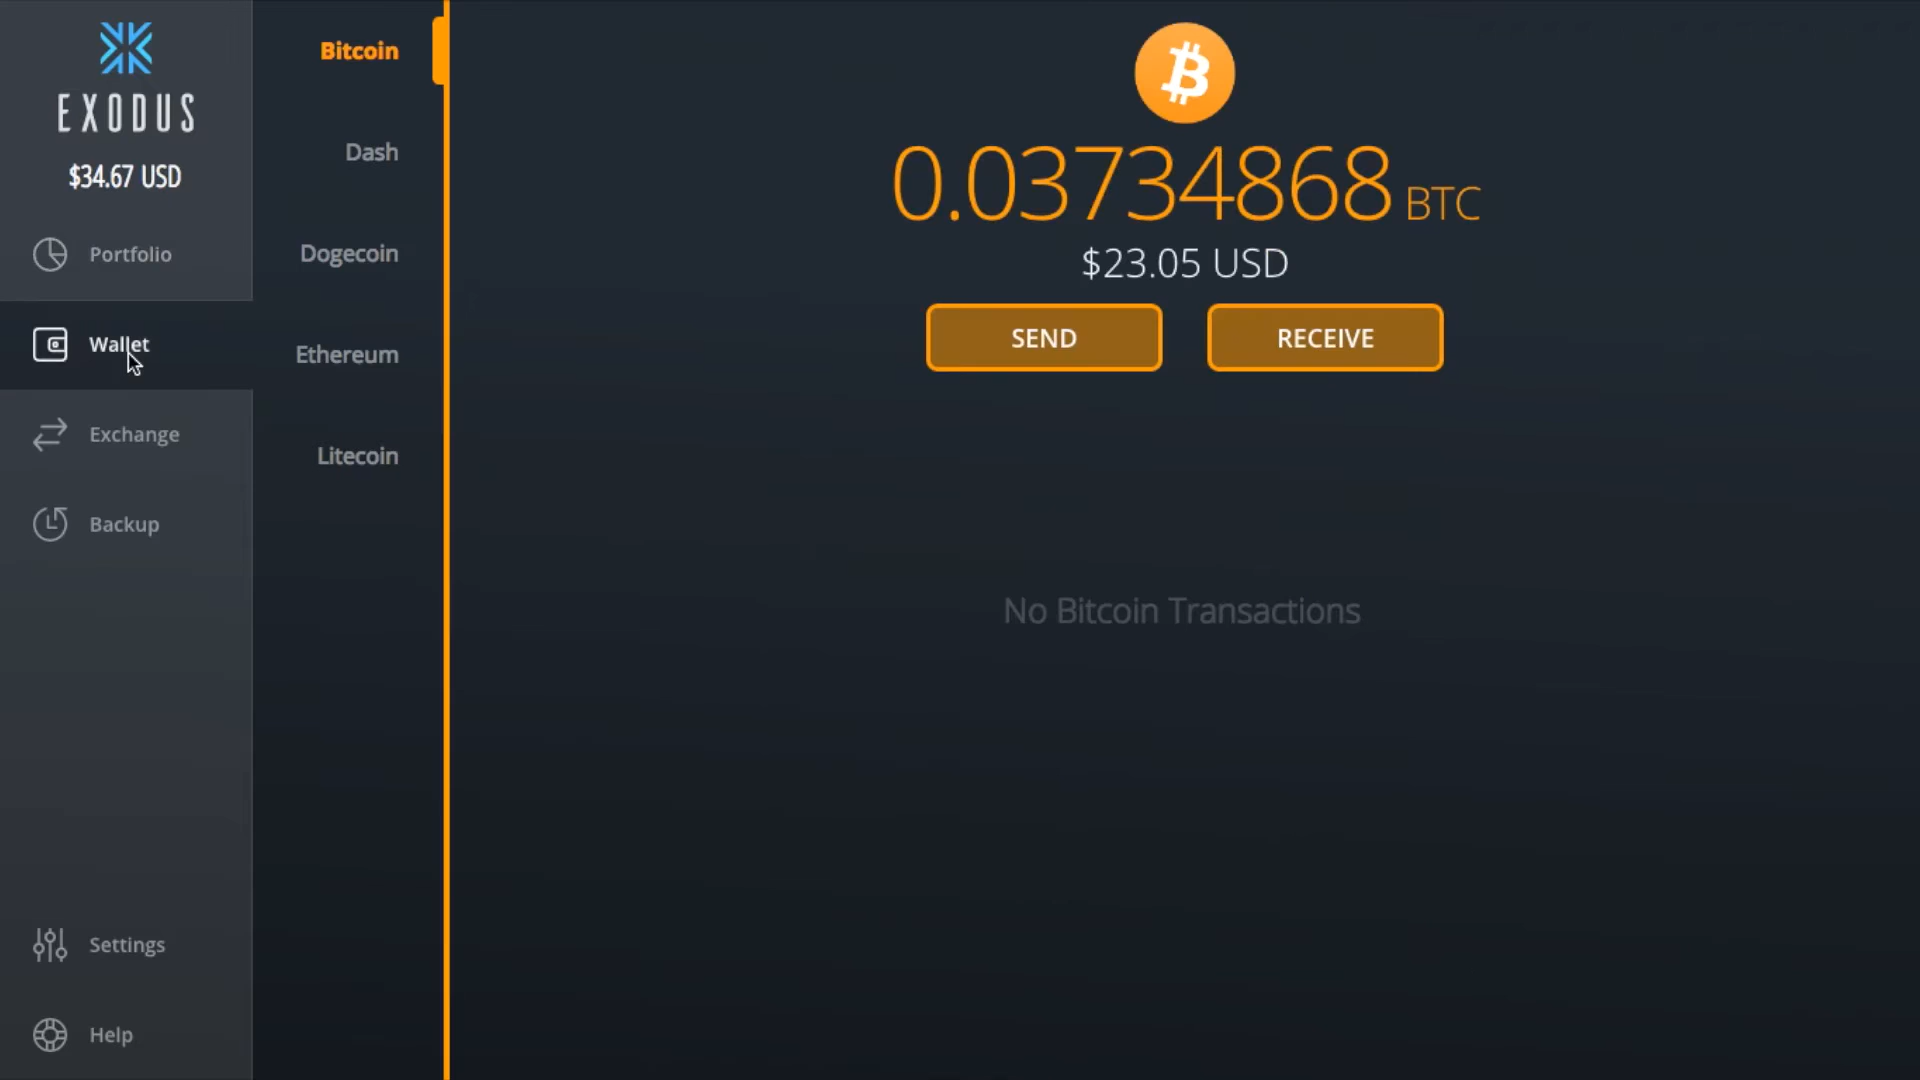 EXODUS
$34.67 USD
Portfolio
Wallet
Exchange
Backup
Settings
Help
Bitcoin
Dash
Dogecoin
Ethereum
Litecoin
0.03734868 BTC
$23.05 USD
SEND RECEIVE
No Bitcoin Transactions